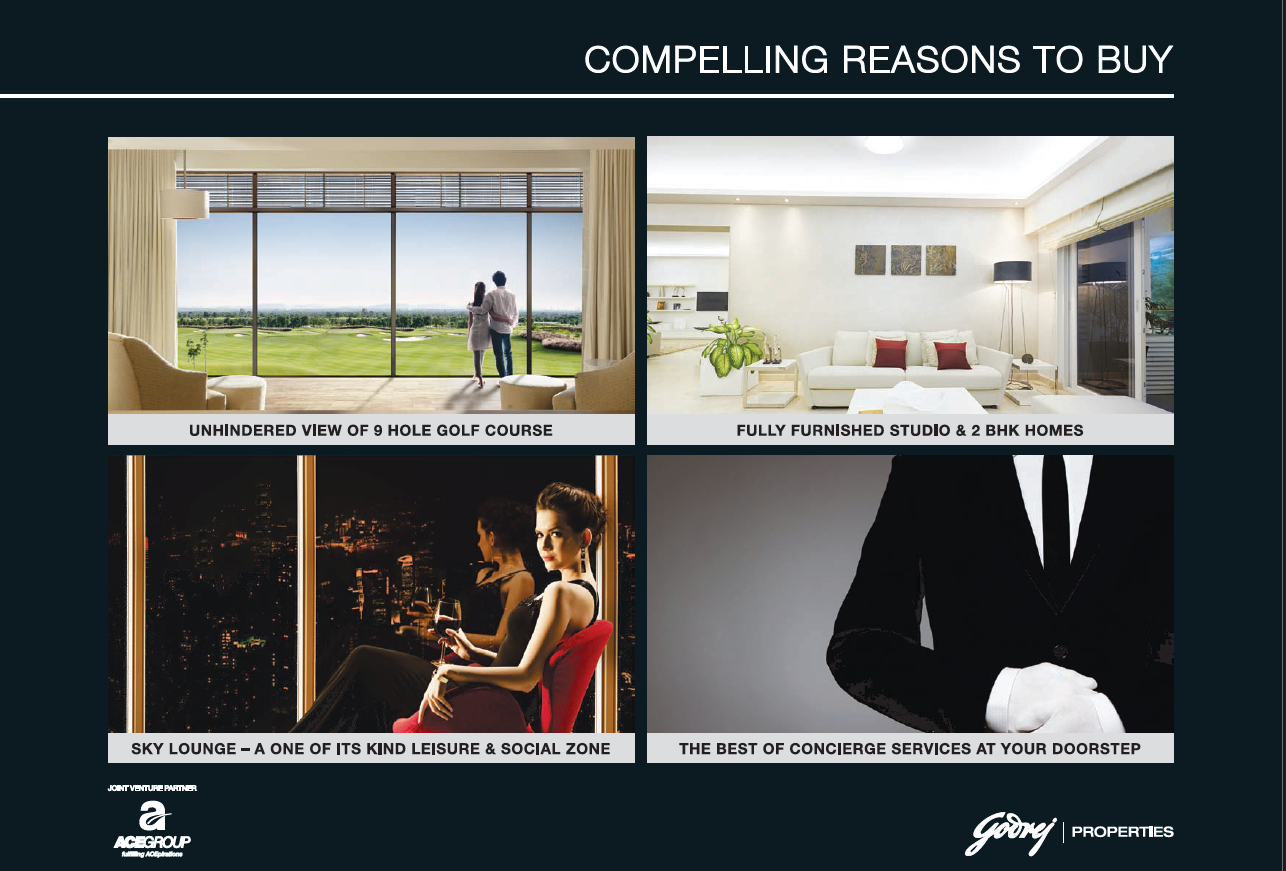 COMPELLING REASONS TO BUY
UNHINDERED VIEW OF 9 HOLE GOLF COURSE
FULLY FURNISHED STUDIO & 2 BHK HOMES
SKY LOUNGE – A ONE OF ITS KIND LEISURE & SOCIAL ZONE
THE BEST OF CONCIERGE SERVICES AT YOUR DOORSTEP
JOINT VENTURE PARTNER
a
ACEGROUP
fulfilling ACEpirations
Godrej | PROPERTIES